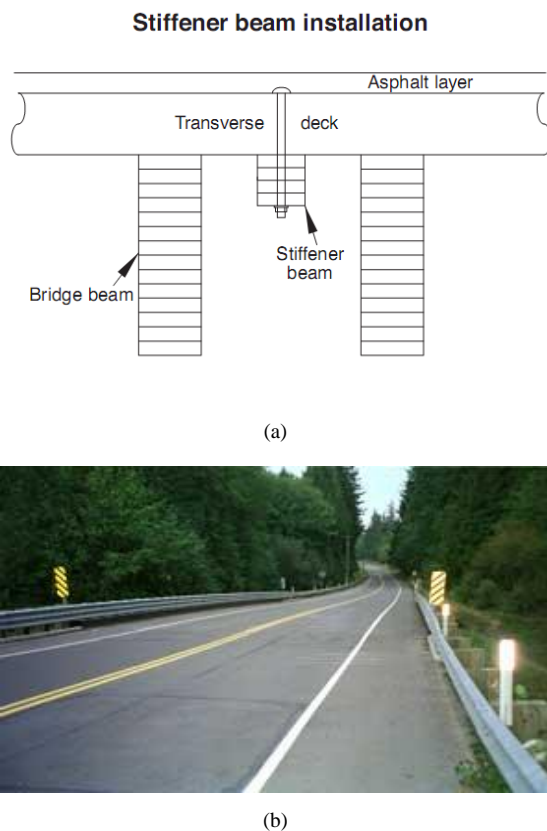 Stiffener beam installation
Asphalt layer
Transverse deck
Stiffener
beam
Bridge beam
(a)
(b)